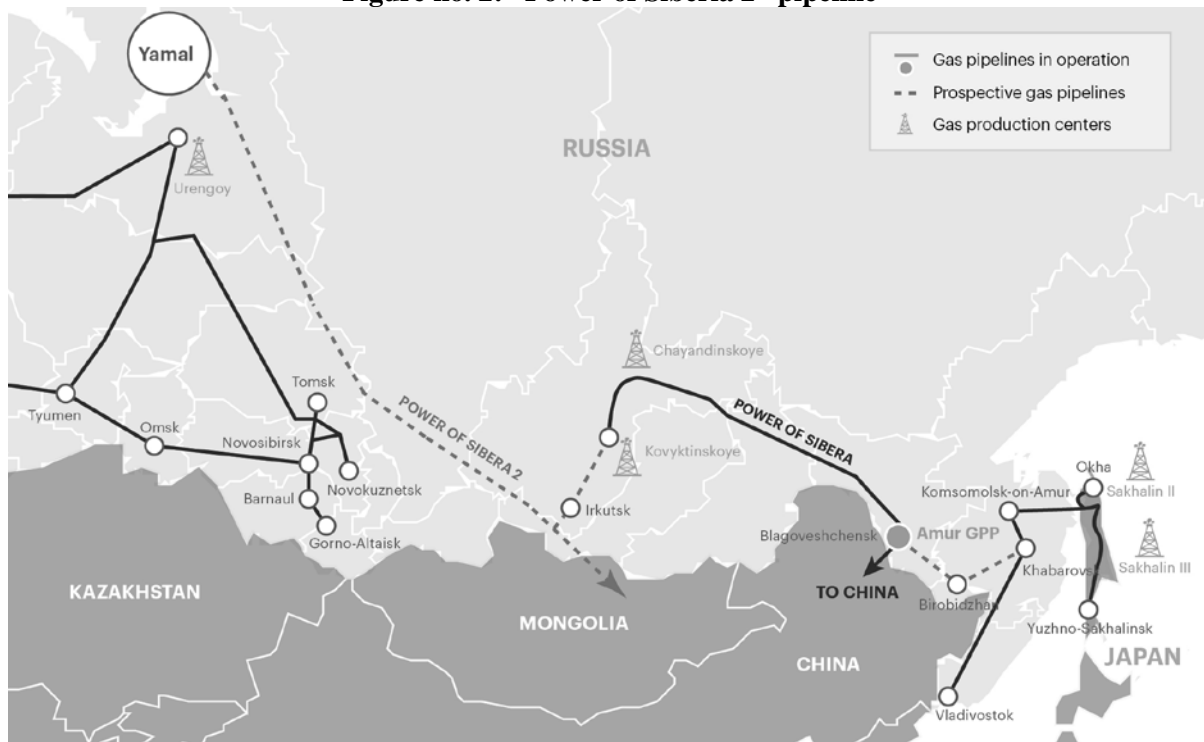 Figure no. 2. "Power of Siberia 2" pipeline
Yamal
Gas pipelines in operation
Prospective gas pipelines
Gas production centers
RUSSIA
Urengoy
Chayandinskoye
Tomsk
Tyumen
POWER OF SIBERA 2
POWER OF SIBERA
Omsk
Novosibirsk
Kovyktinskoye
Okha
Novokuznetsk
Komsomolsk-on-Amur
Sakhalin II
Barnaul
Irkutsk
Gorno-Altaisk
Blagoveshchensk
Amur GPP
Sakhalin III
Khabarovs
KAZAKHSTAN
TO CHINA
Birobidzhan
MONGOLIA
Yuzhno-Sakhalinsk
CHINA
JAPAN
Vladivostok